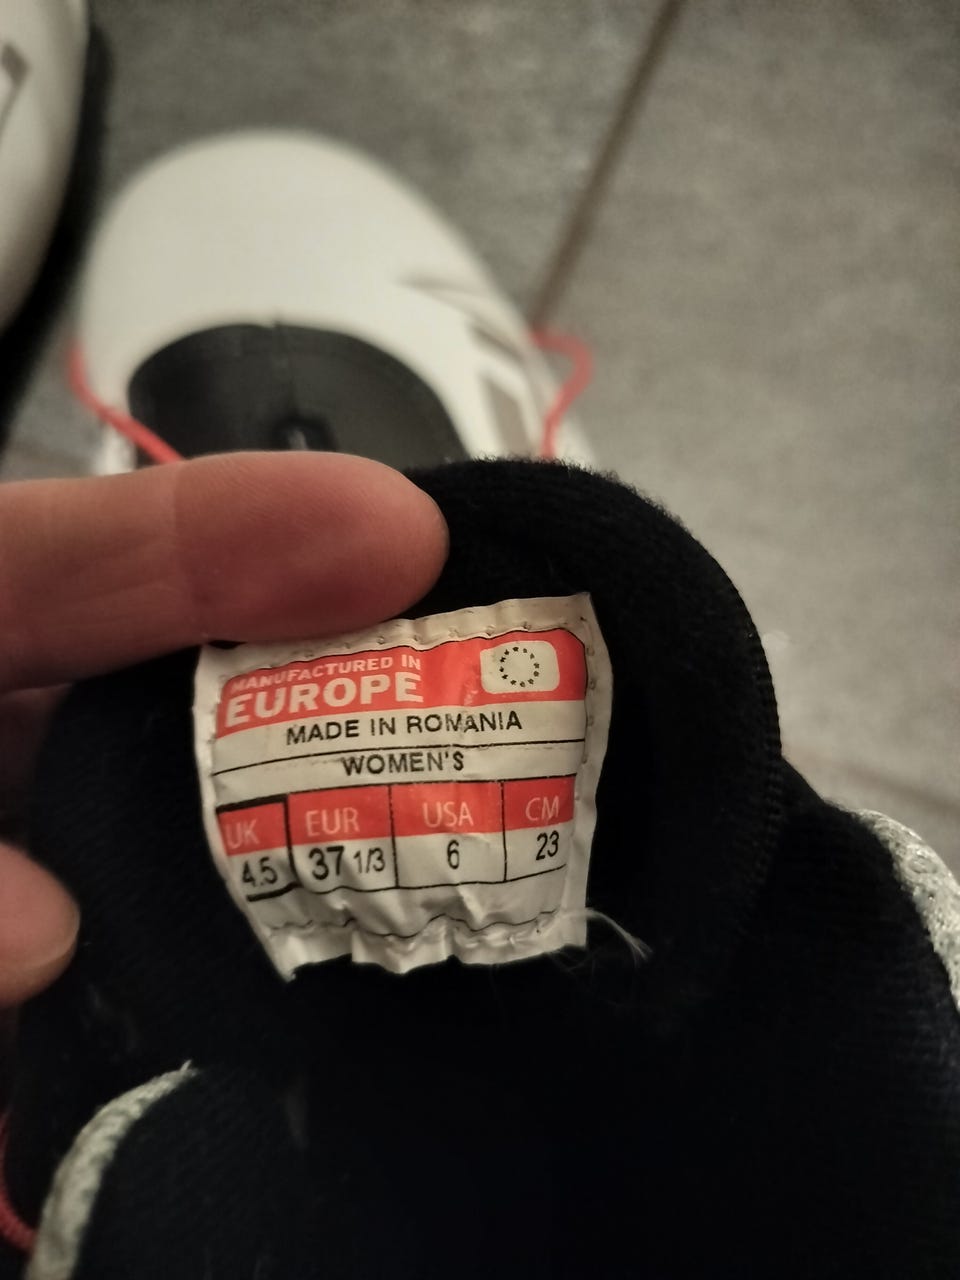 MANUFACTURED IN
EUROPE
MADE IN ROMANIA
WOMEN'S
UK EUR USA CM
4.5 37 1/3 6 23